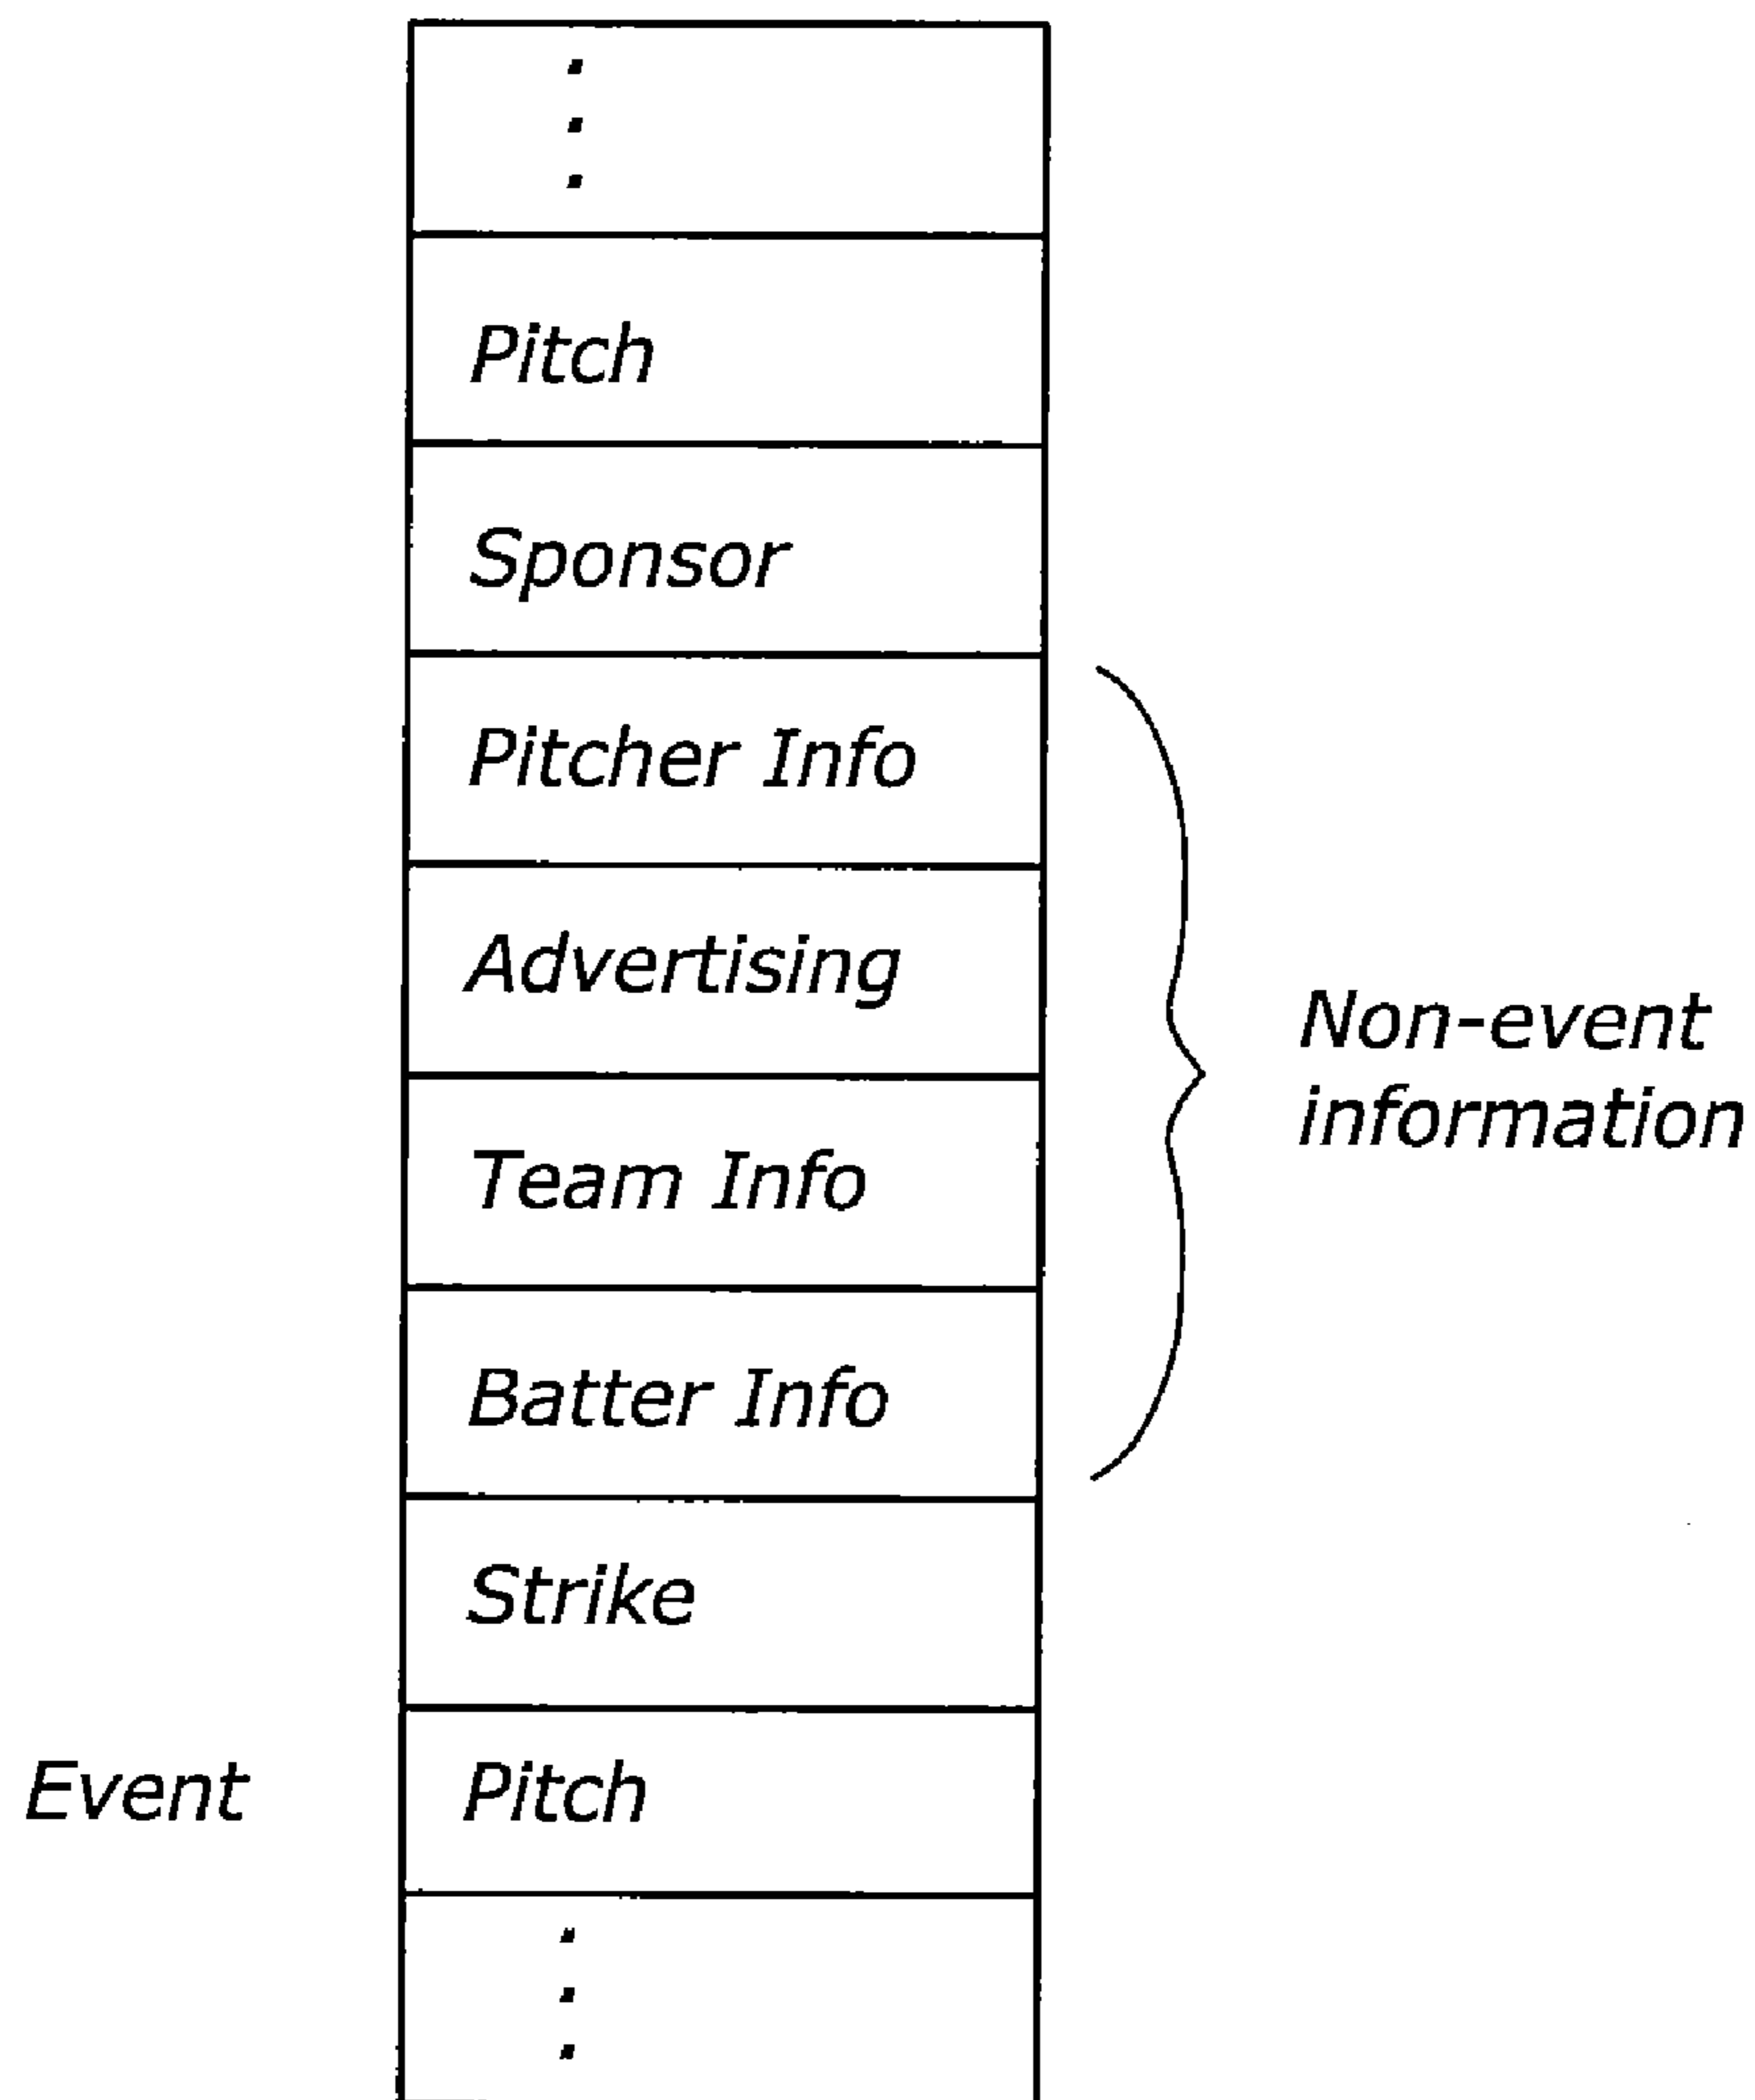 Pitch
Sponsor
Pitcher Info
Advertising
Non-event
information
Team Info
Batter Info
Strike
Event
Pitch